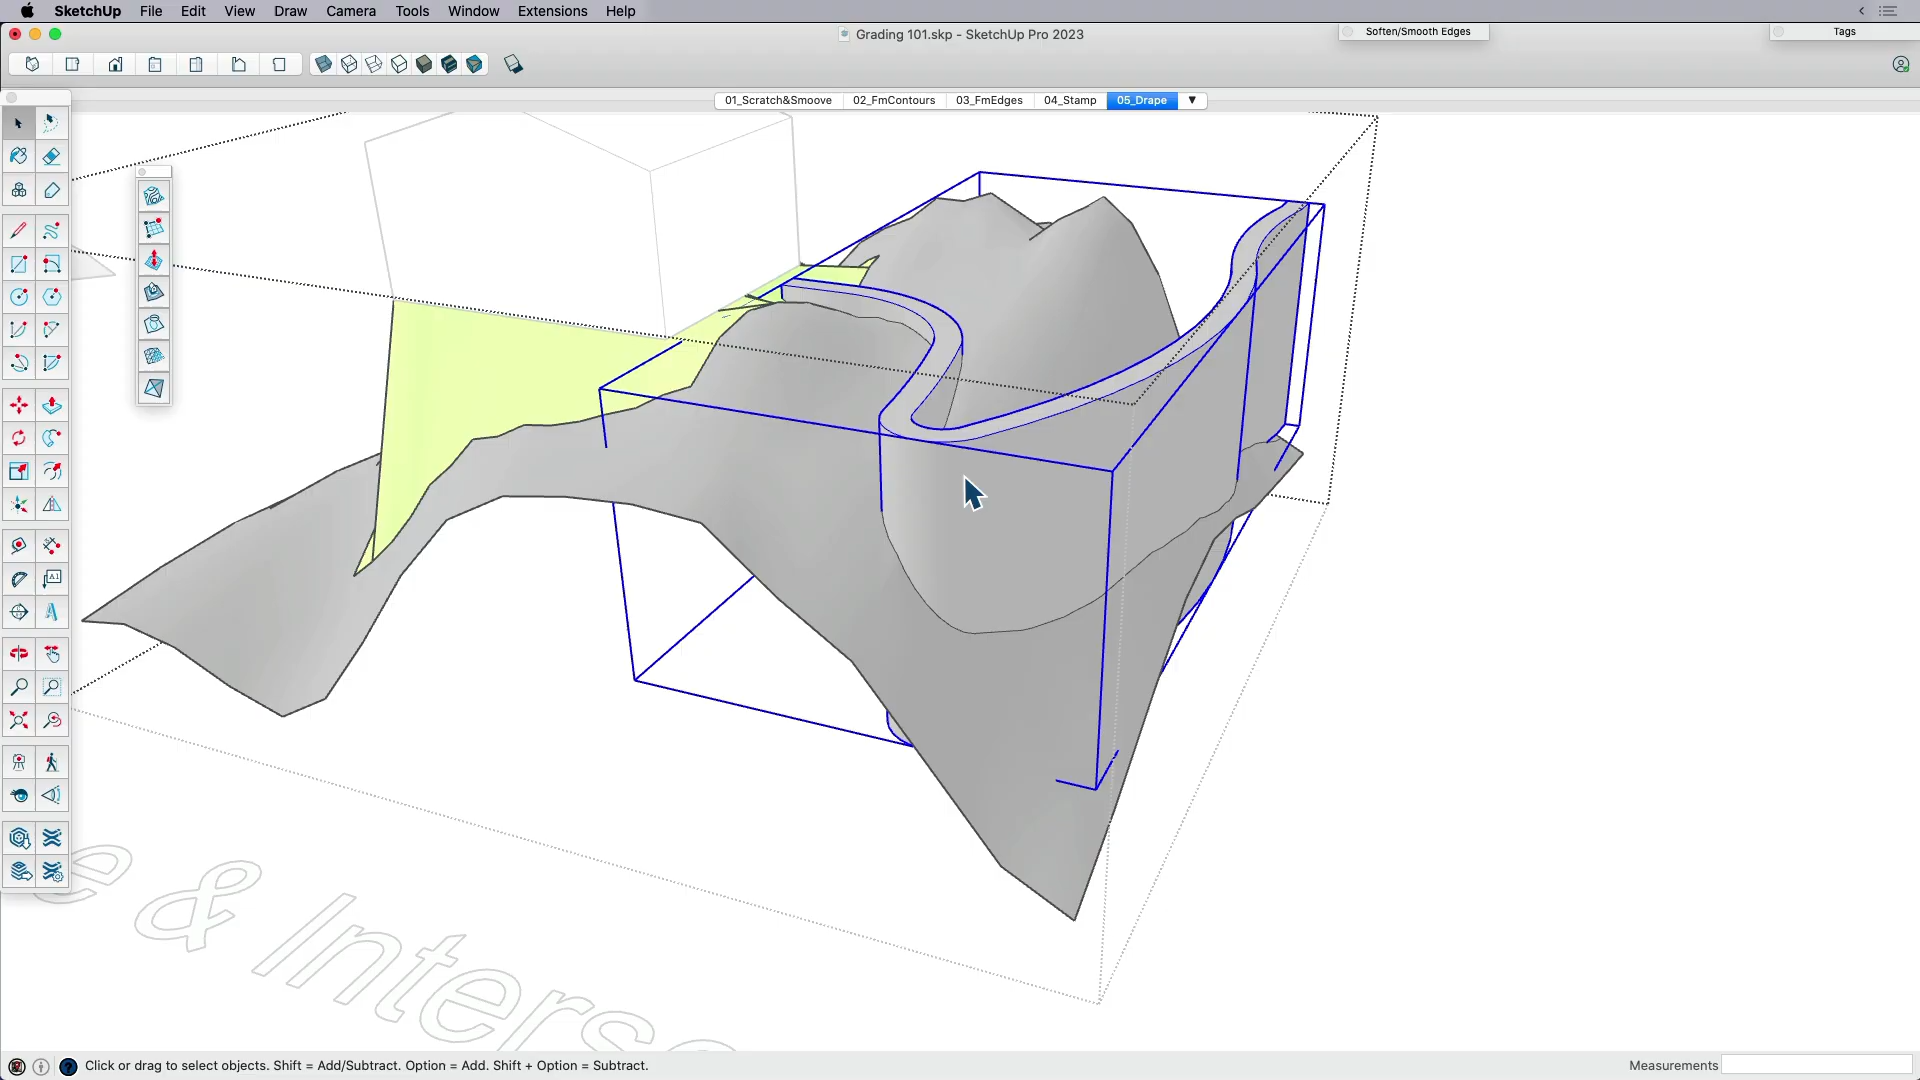 SketchUp File Edit View Draw Camera Tools Window Extensions Help
Grading 101.skp - SketchUp Pro 2023
Soften/Smooth Edges
Tags
01_Scratch&Smoove 02_FmContours 03_FmEdges 04_Stamp 05_Drape ▼
A1
A
e & Interse
Click or drag to select objects. Shift = Add/Subtract. Option = Add. Shift + Option = Subtract.
Measurements